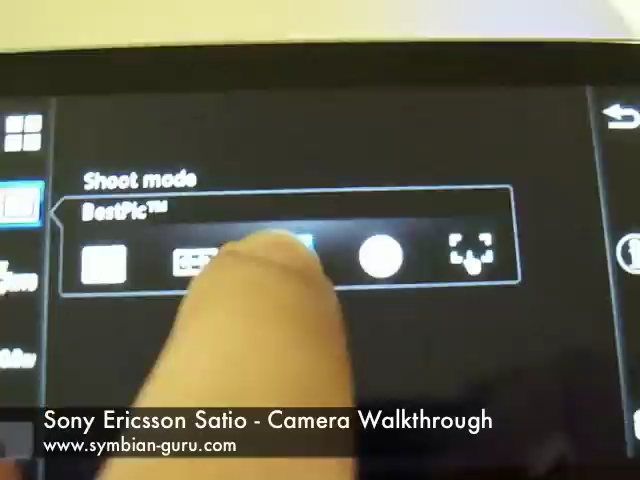 Shoot mode
BestPic™
Sony Ericsson Satio - Camera Walkthrough
www.symbian-guru.com